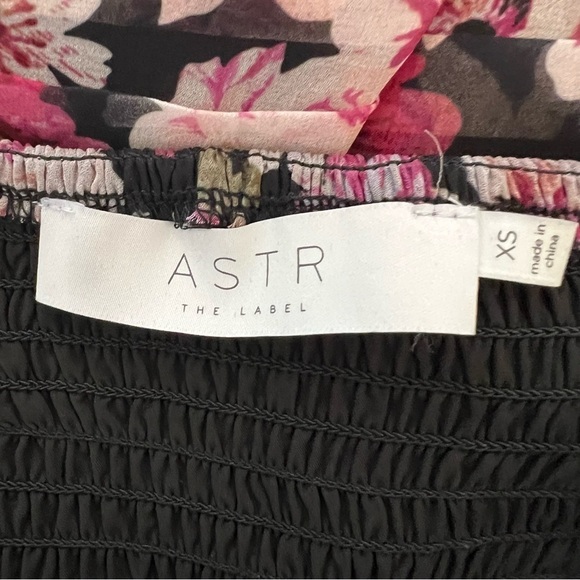 ASTR
THE LABEL
XS
made in
china